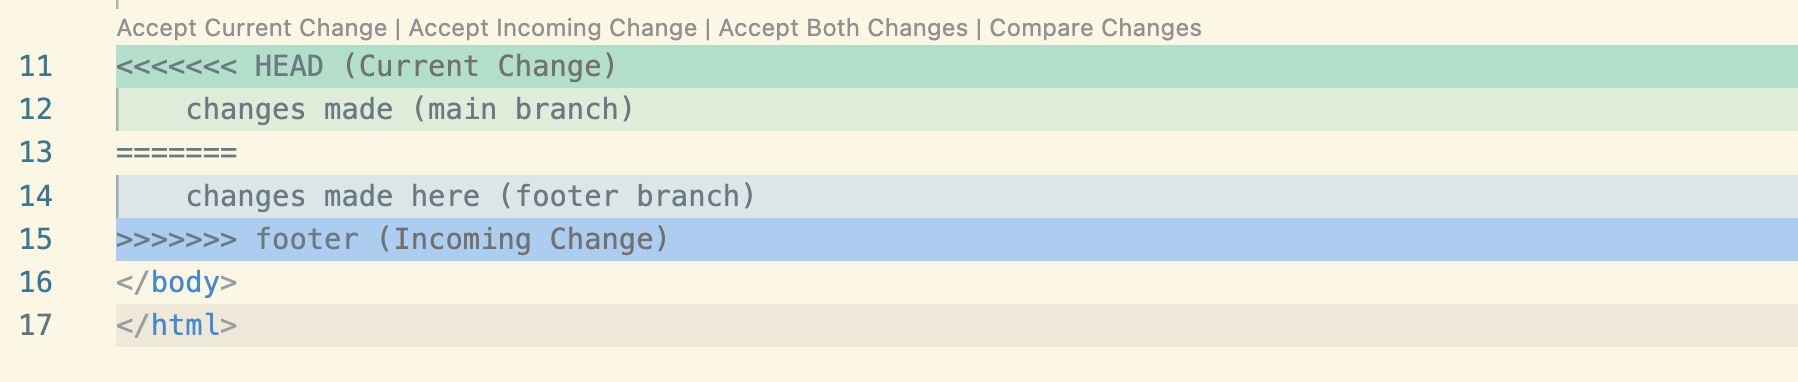 Accept Current Change | Accept Incoming Change | Accept Both Changes | Compare Changes
11 <<<<<<< HEAD (Current Change)
12     changes made (main branch)
13 =======
14     changes made here (footer branch)
15 >>>>>>> footer (Incoming Change)
16 </body>
17 </html>